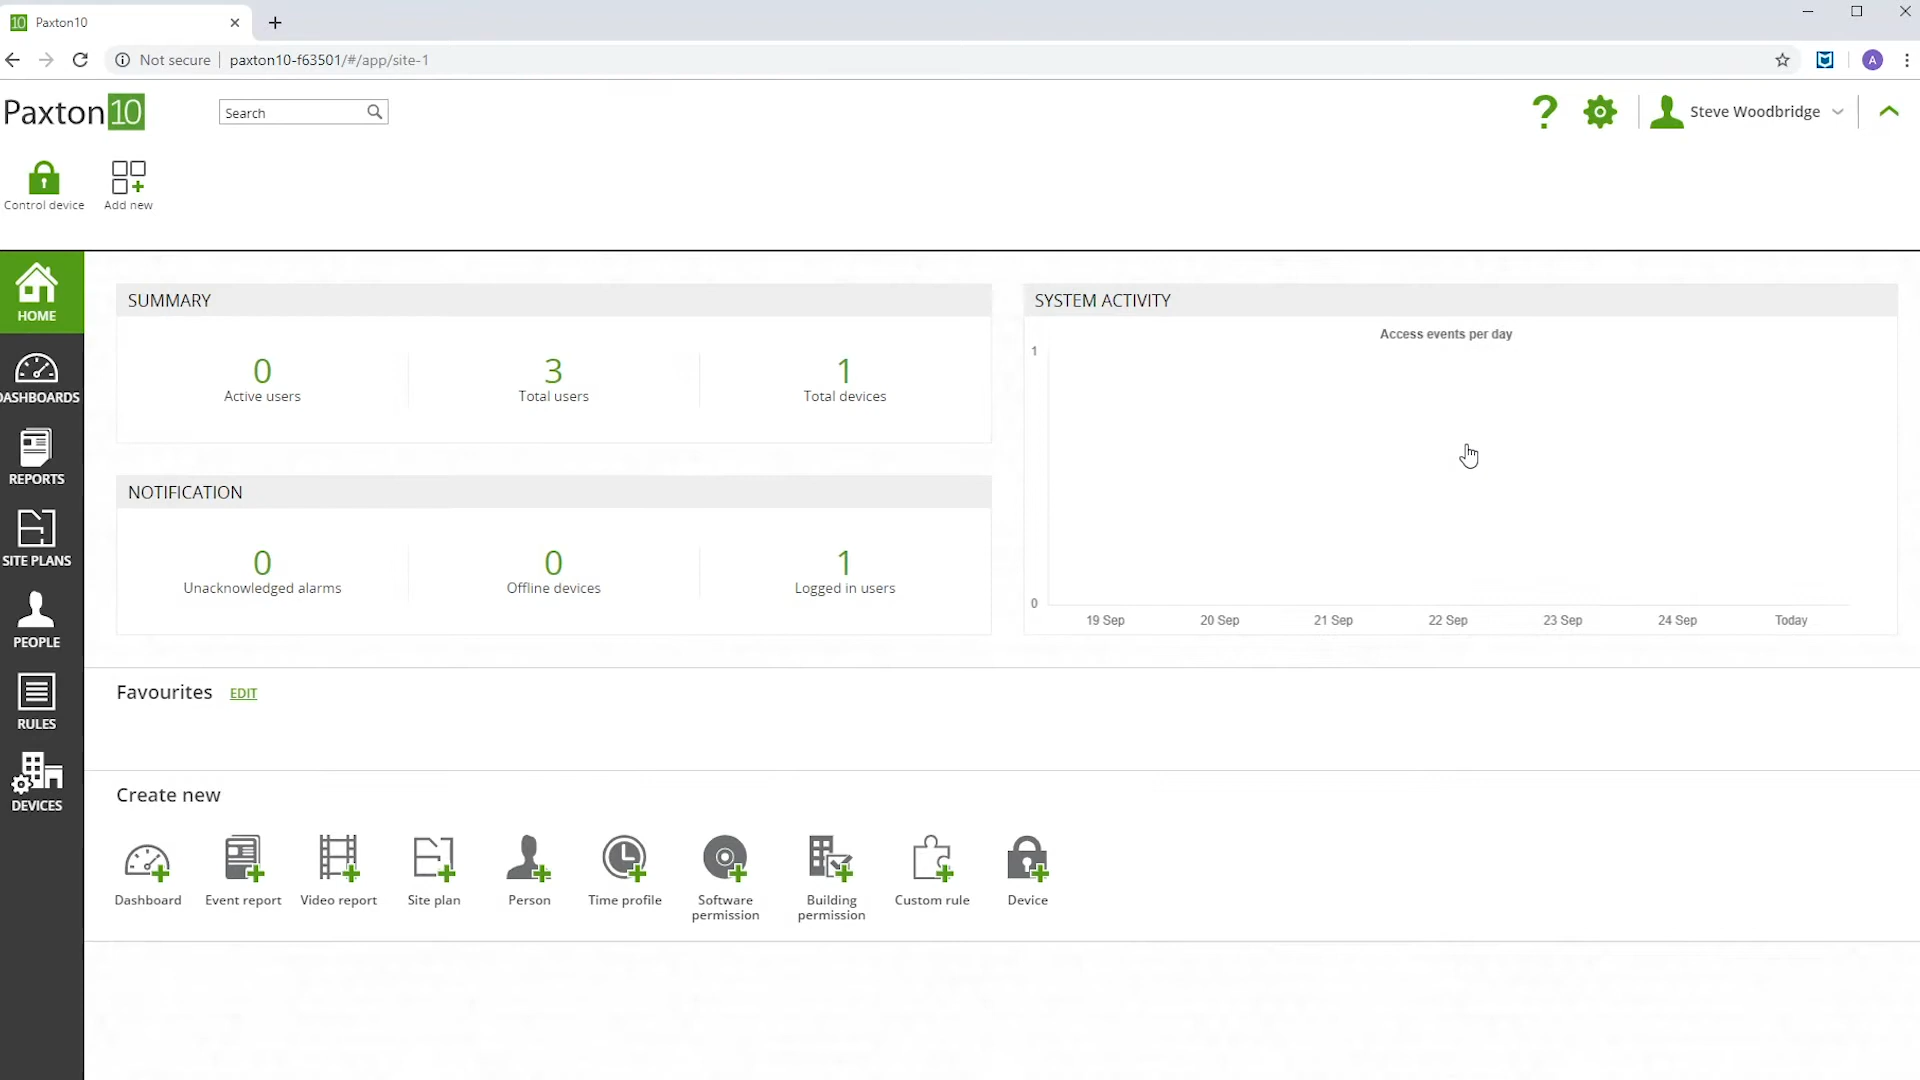 10 Paxton10
Not secure paxton10-f63501/#/app/site-1
A
Paxton 10
Search
? Steve Woodbridge
Control device
Add new
HOME
DASHBOARDS
REPORTS
SITE PLANS
PEOPLE
RULES
DEVICES
SUMMARY
0 3 1
Active users Total users Total devices
NOTIFICATION
0 0 1
Unacknowledged alarms Offline devices Logged in users
SYSTEM ACTIVITY
Access events per day
1
0
19 Sep 20 Sep 21 Sep 22 Sep 23 Sep 24 Sep Today
Favourites EDIT
Create new
Dashboard
Event report
Video report
Site plan
Person
Time profile
Software
permission
Building
permission
Custom rule
Device